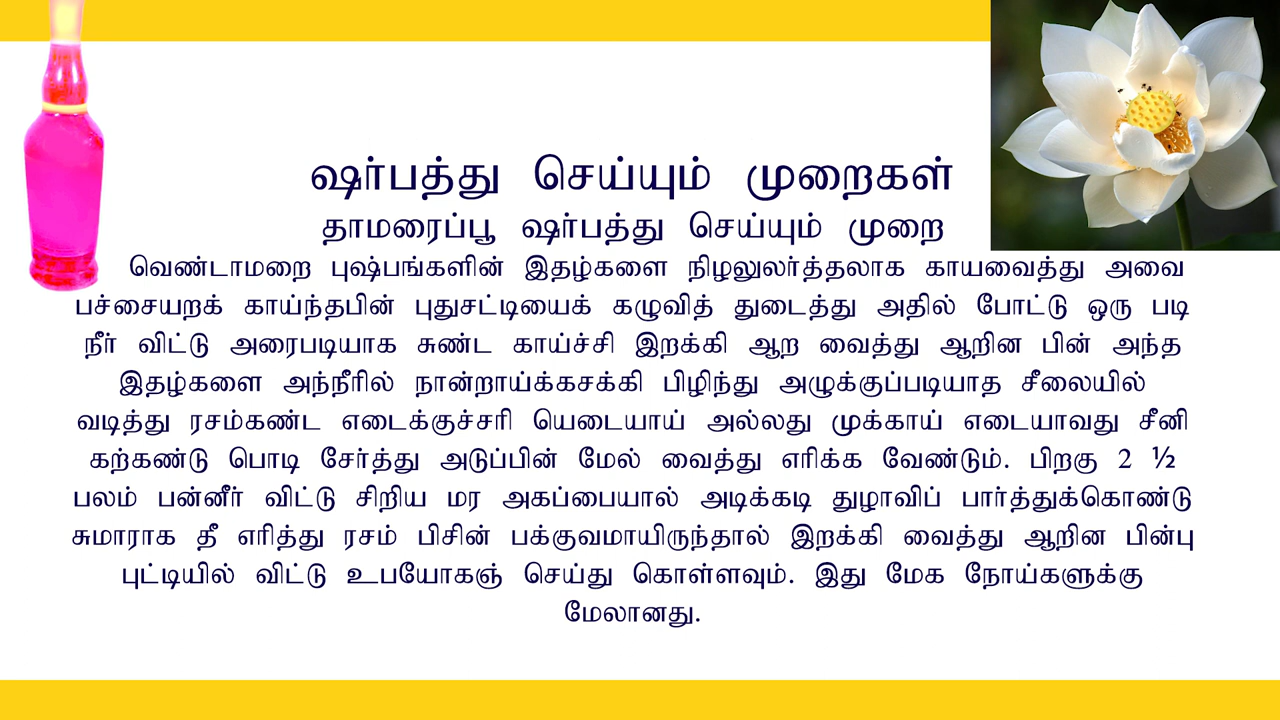 ஷர்பத்து செய்யும் முறைகள்
தாமரைப்பூ ஷர்பத்து செய்யும் முறை
வெண்டாமறை புஷ்பங்களின் இதழ்களை நிழலுலர்த்தலாக காயவைத்து அவை
பச்சையறக் காய்ந்தபின் புதுசட்டியைக் கழுவித் துடைத்து அதில் போட்டு ஒரு படி
நீர் விட்டு அரைபடியாக சுண்ட காய்ச்சி இறக்கி ஆற வைத்து ஆறின பின் அந்த
இதழ்களை அந்நீரில் நான்றாய்க்கசக்கி பிழிந்து அழுக்குப்படியாத சீலையில்
வடித்து ரசம்கண்ட எடைக்குச்சரி யெடையாய் அல்லது முக்காய் எடையாவது சீனி
கற்கண்டு பொடி சேர்த்து அடுப்பின் மேல் வைத்து எரிக்க வேண்டும். பிறகு 2 ½
பலம் பன்னீர் விட்டு சிறிய மர அகப்பையால் அடிக்கடி துழாவிப் பார்த்துக்கொண்டு
சுமாராக தீ எரித்து ரசம் பிசின் பக்குவமாயிருந்தால் இறக்கி வைத்து ஆறின பின்பு
புட்டியில் விட்டு உபயோகஞ் செய்து கொள்ளவும். இது மேக நோய்களுக்கு
மேலானது.